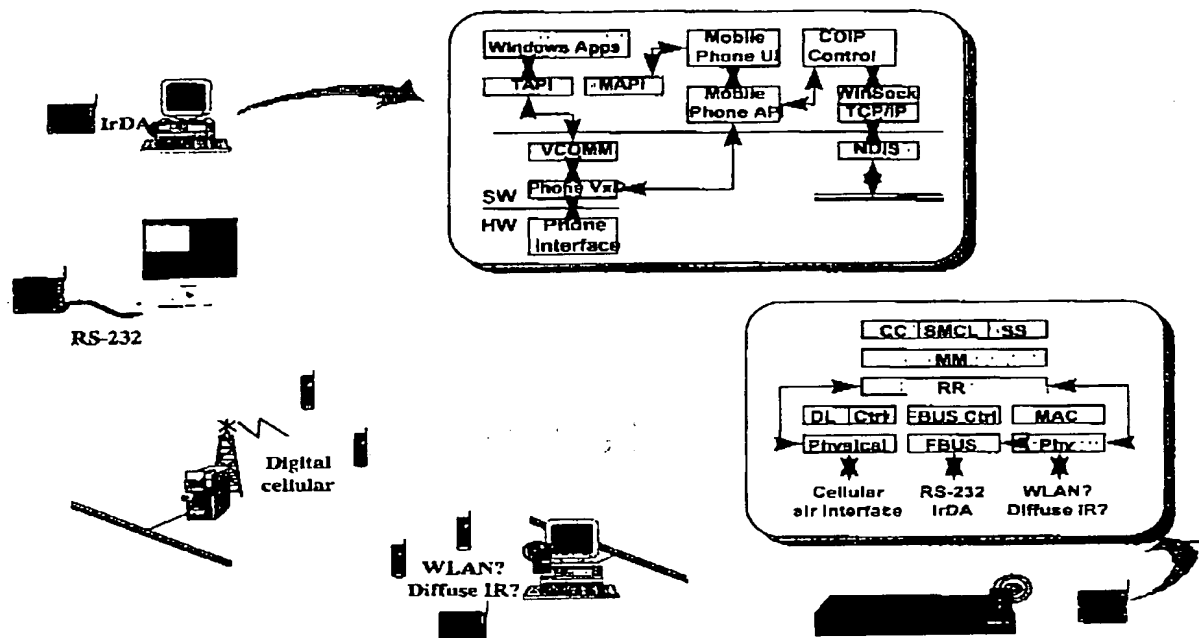 Windows Apps
Mobile
Phone UI
COIP
Control
TAPI
MAPI
Mobile
Phone API
WinSock
TCP/IP
VCOMM
NDIS
Phone VxD
SW
HW
Phone
Interface
IrDA
RS-232
Digital
cellular
WLAN?
Diffuse IR?
CC SMCL SS
MM
RR
DL Ctrl
FBUS Ctrl
MAC
Physical
FBUS
Phy
Cellular
air interface
RS-232
IrDA
WLAN?
Diffuse IR?